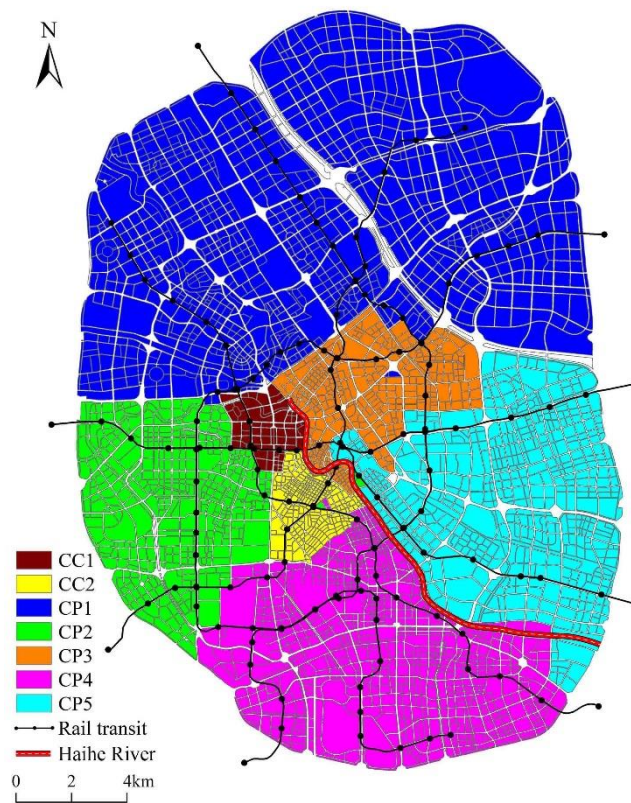 N
CC1
CC2
CP1
CP2
CP3
CP4
CP5
Rail transit
Haihe River
0 2 4km